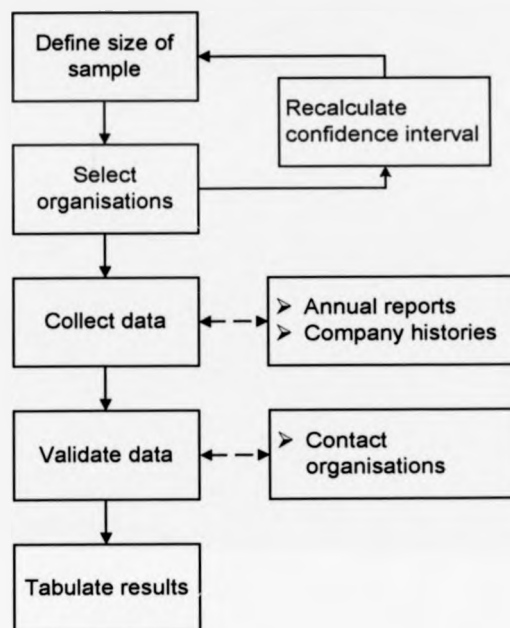 Define size of
sample
Recalculate
confidence interval
Select
organisations
Collect data
➢ Annual reports
➢ Company histories
Validate data
➢ Contact
organisations
Tabulate results